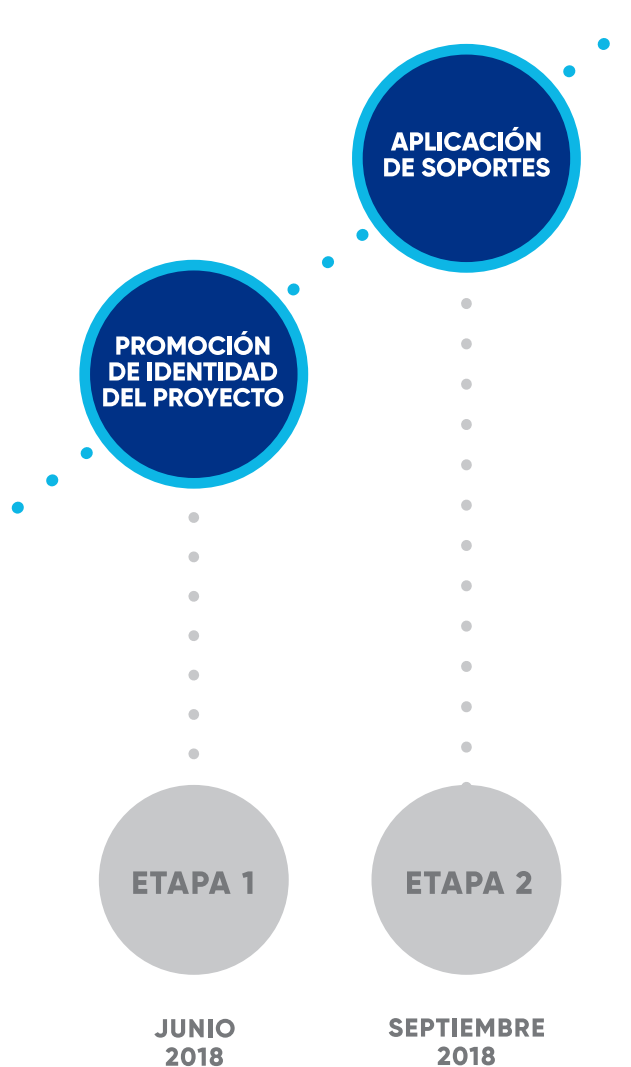 APLICACIÓN
DE SOPORTES
PROMOCIÓN
DE IDENTIDAD
DEL PROYECTO
ETAPA 1
ETAPA 2
JUNIO
2018
SEPTIEMBRE
2018